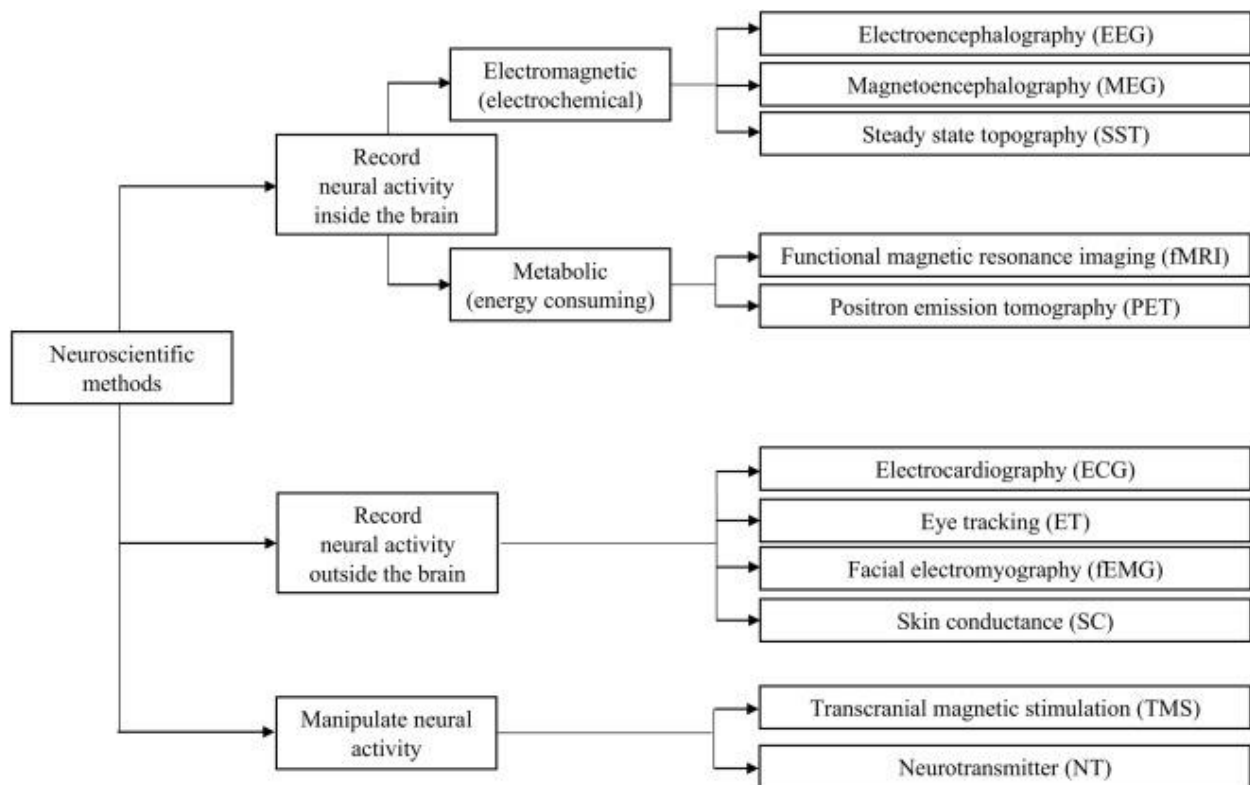 Electroencephalography (EEG)
Electromagnetic
(electrochemical)
Magnetoencephalography (MEG)
Steady state topography (SST)
Record
neural activity
inside the brain
Metabolic
(energy consuming)
Functional magnetic resonance imaging (fMRI)
Positron emission tomography (PET)
Neuroscientific
methods
Record
neural activity
outside the brain
Electrocardiography (ECG)
Eye tracking (ET)
Facial electromyography (fEMG)
Skin conductance (SC)
Manipulate neural
activity
Transcranial magnetic stimulation (TMS)
Neurotransmitter (NT)